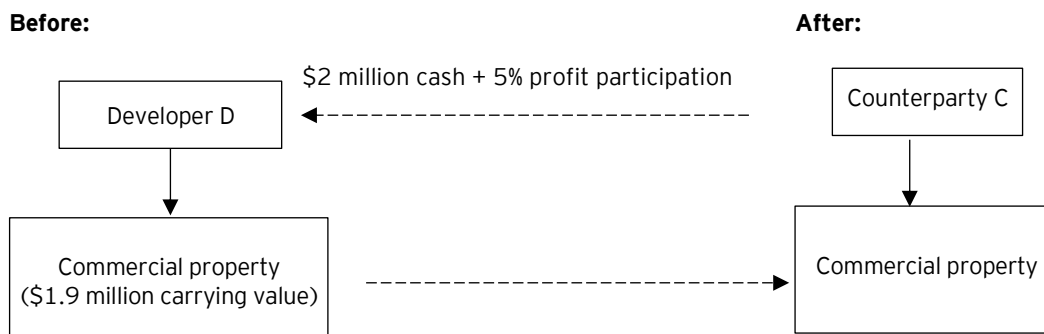 Before:
After:
$2 million cash + 5% profit participation
Developer D
Counterparty C
Commercial property
($1.9 million carrying value)
Commercial property